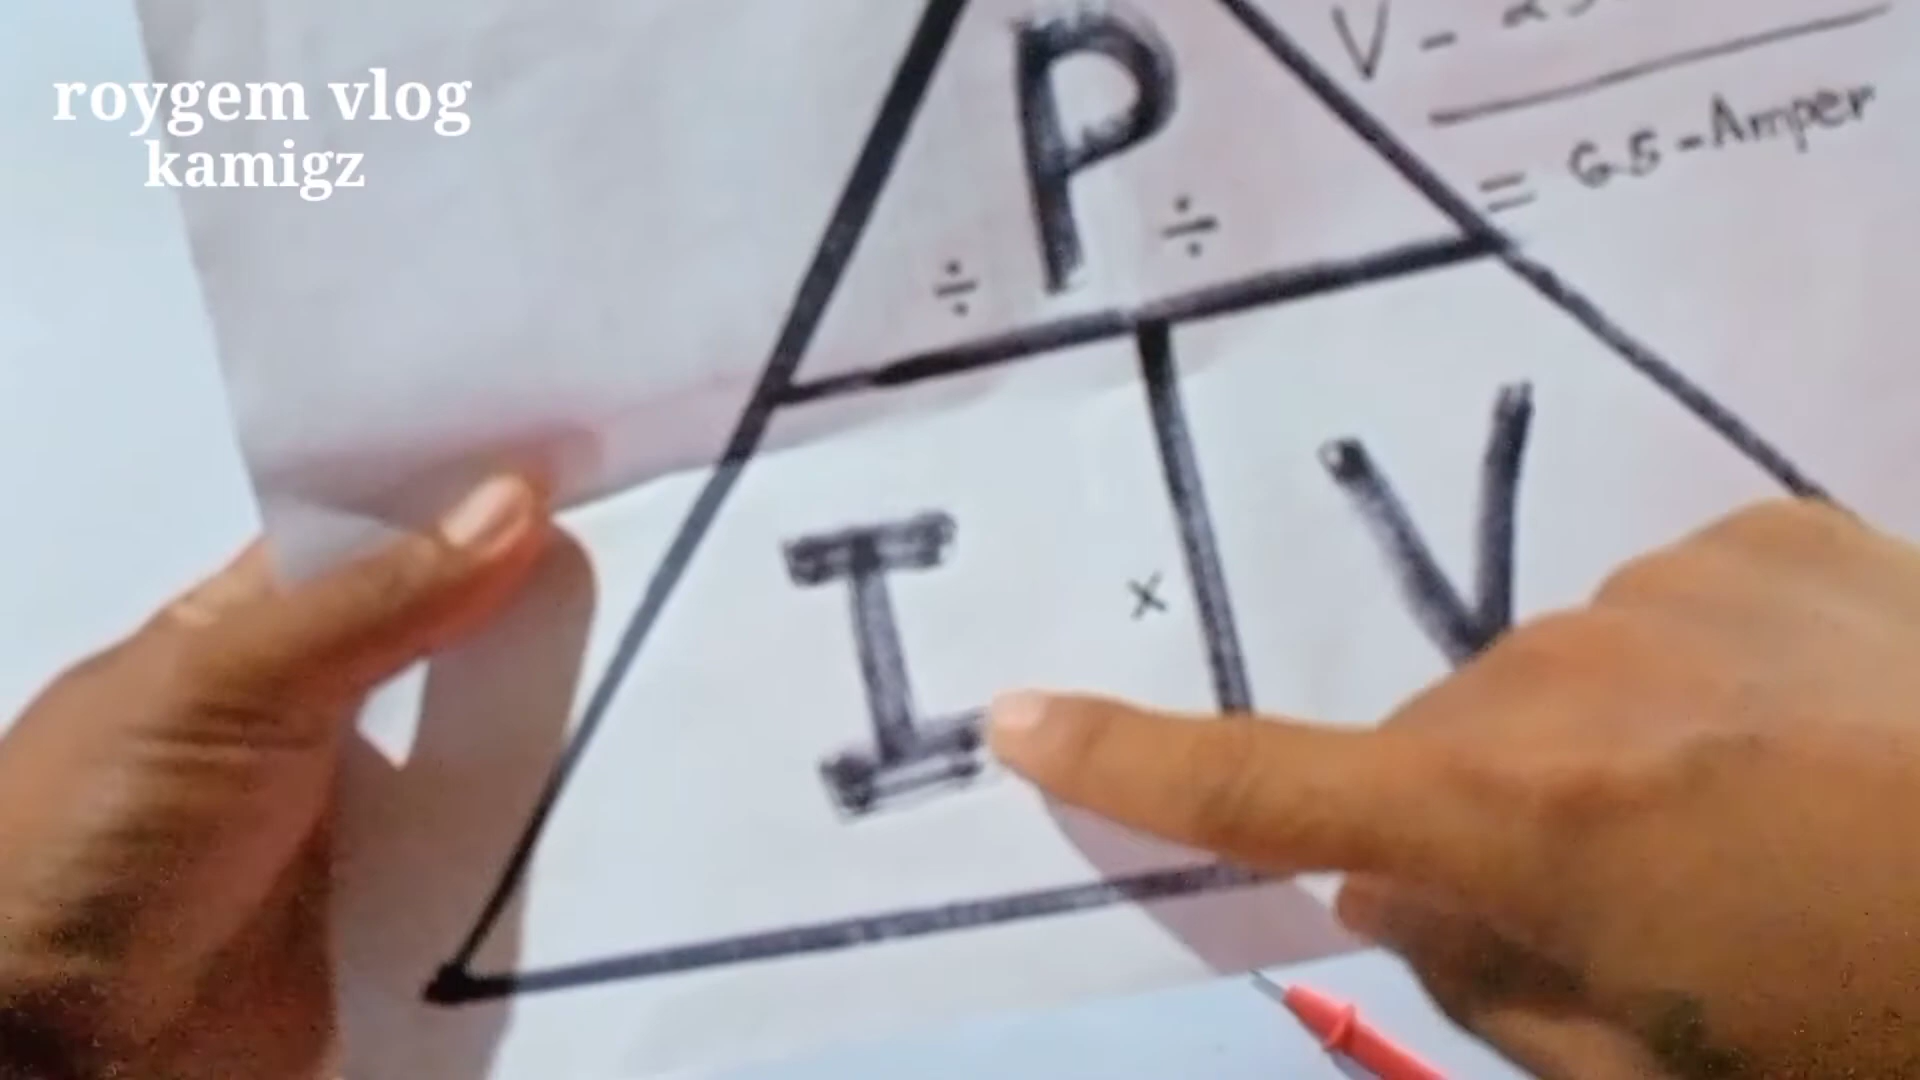 roygem vlog
kamigz
V -
= 6.5 - Amper
P
÷ ÷
I x V